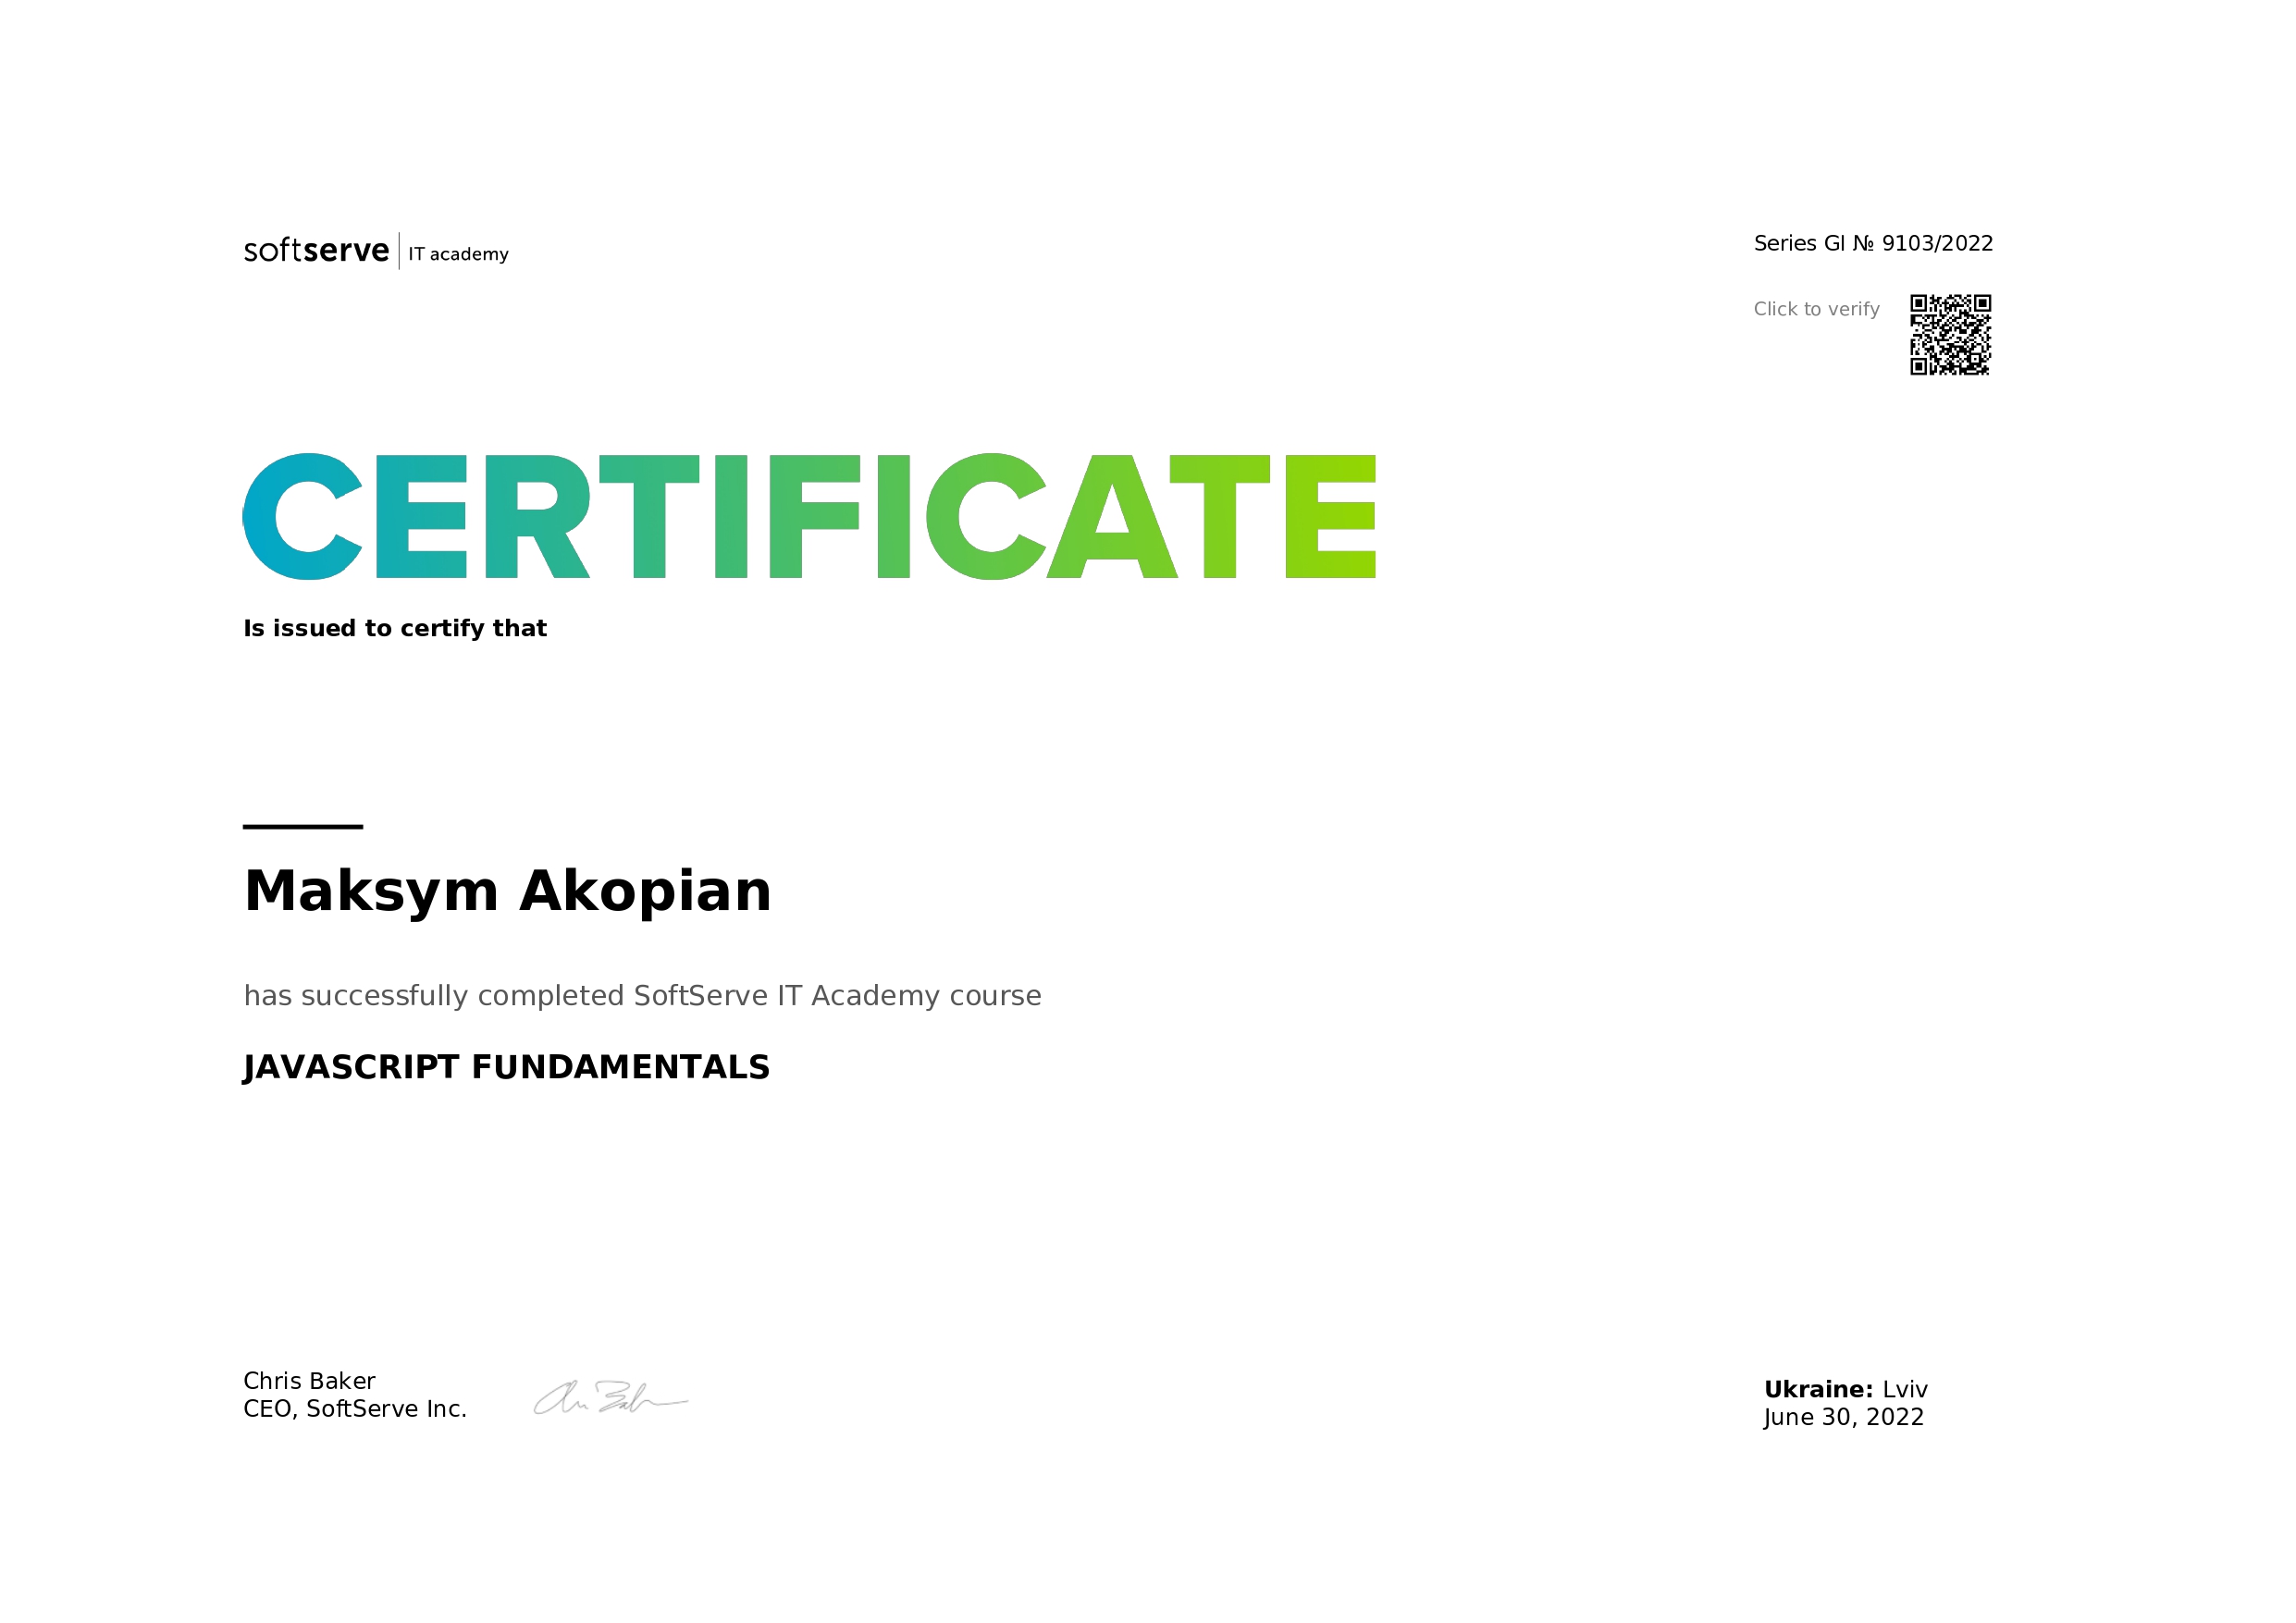 softserve IT academy
Series GI № 9103/2022
Click to verify
CERTIFICATE
Is issued to certify that
Maksym Akopian
has successfully completed SoftServe IT Academy course
JAVASCRIPT FUNDAMENTALS
Chris Baker
CEO, SoftServe Inc.
Ukraine: Lviv
June 30, 2022